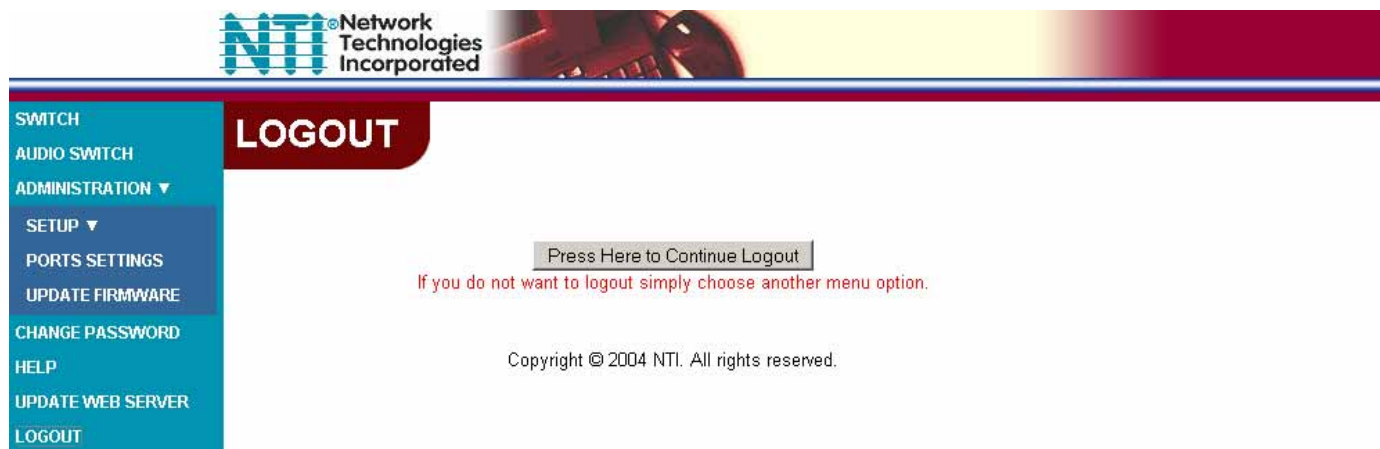 NTI®Network
Technologies
Incorporated
SWITCH
AUDIO SWITCH
ADMINISTRATION ▼
SETUP ▼
PORTS SETTINGS
UPDATE FIRMWARE
CHANGE PASSWORD
HELP
UPDATE WEB SERVER
LOGOUT
LOGOUT
Press Here to Continue Logout
If you do not want to logout simply choose another menu option.
Copyright © 2004 NTI. All rights reserved.